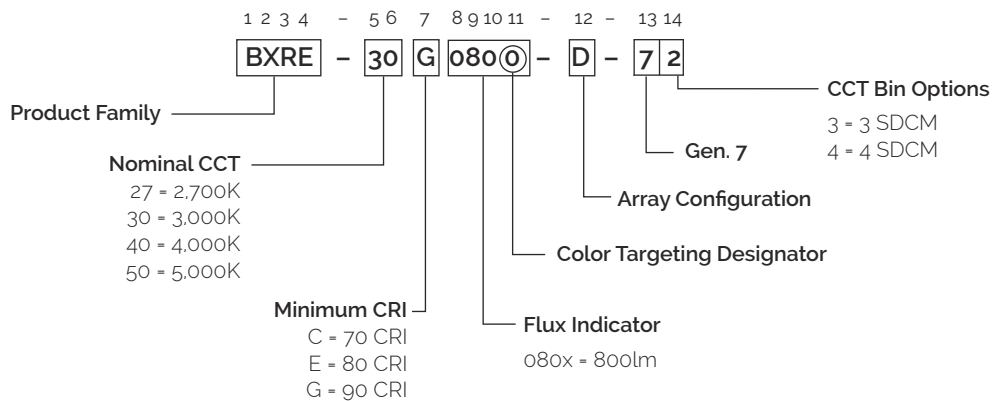 1 2 3 4 – 5 6 7 8 9 10 11 – 12 – 13 14
BXRE – 30 G 0800 – D – 7 2
CCT Bin Options
3 = 3 SDCM
4 = 4 SDCM
Product Family
Gen. 7
Nominal CCT
27 = 2,700K
30 = 3,000K
40 = 4,000K
50 = 5,000K
Array Configuration
Color Targeting Designator
Minimum CRI
C = 70 CRI
E = 80 CRI
G = 90 CRI
Flux Indicator
080x = 800lm